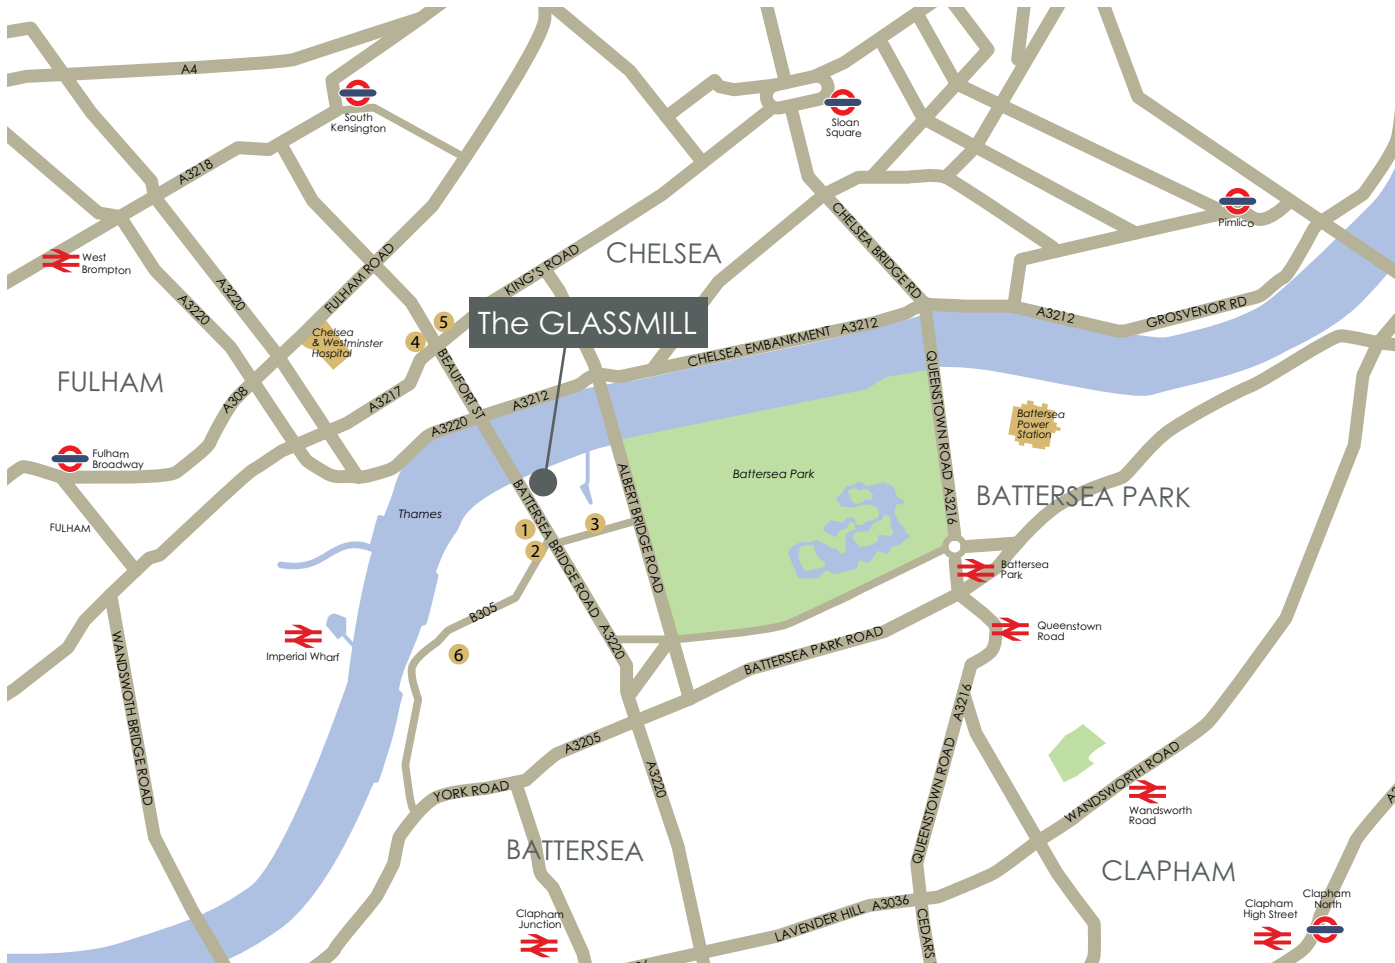 A4
South
Kensington
Sloan
Square
A3218
Pimlico
West
Brompton
A3220
A3220
FULHAM ROAD
KING'S ROAD
CHELSEA
CHELSEA BRIDGE RD
The GLASSMILL
5
4
Chelsea
& Westminster
Hospital
CHELSEA EMBANKMENT A3212
A3212
GROSVENOR RD
FULHAM
A308
A3217
BEAUFORT ST
A3212
A3220
QUEENSTOWN ROAD A3216
Battersea
Power
Station
Fulham
Broadway
Battersea Park
BATTERSEA PARK
FULHAM
Thames
ALBERT BRIDGE ROAD
BATTERSEA BRIDGE ROAD A3220
1
2
3
Battersea
Park
B305
Queenstown
Road
Imperial Wharf
6
BATTERSEA PARK ROAD
WANDSWOTH BRIDGE ROAD
A3216
A3205
A3220
QUEENSTOWN ROAD
WANDSWORTH ROAD
YORK ROAD
Wandsworth
Road
BATTERSEA
CLAPHAM
LAVENDER HILL A3036
CEDARS
Clapham
Junction
Clapham
High Street
Clapham
North